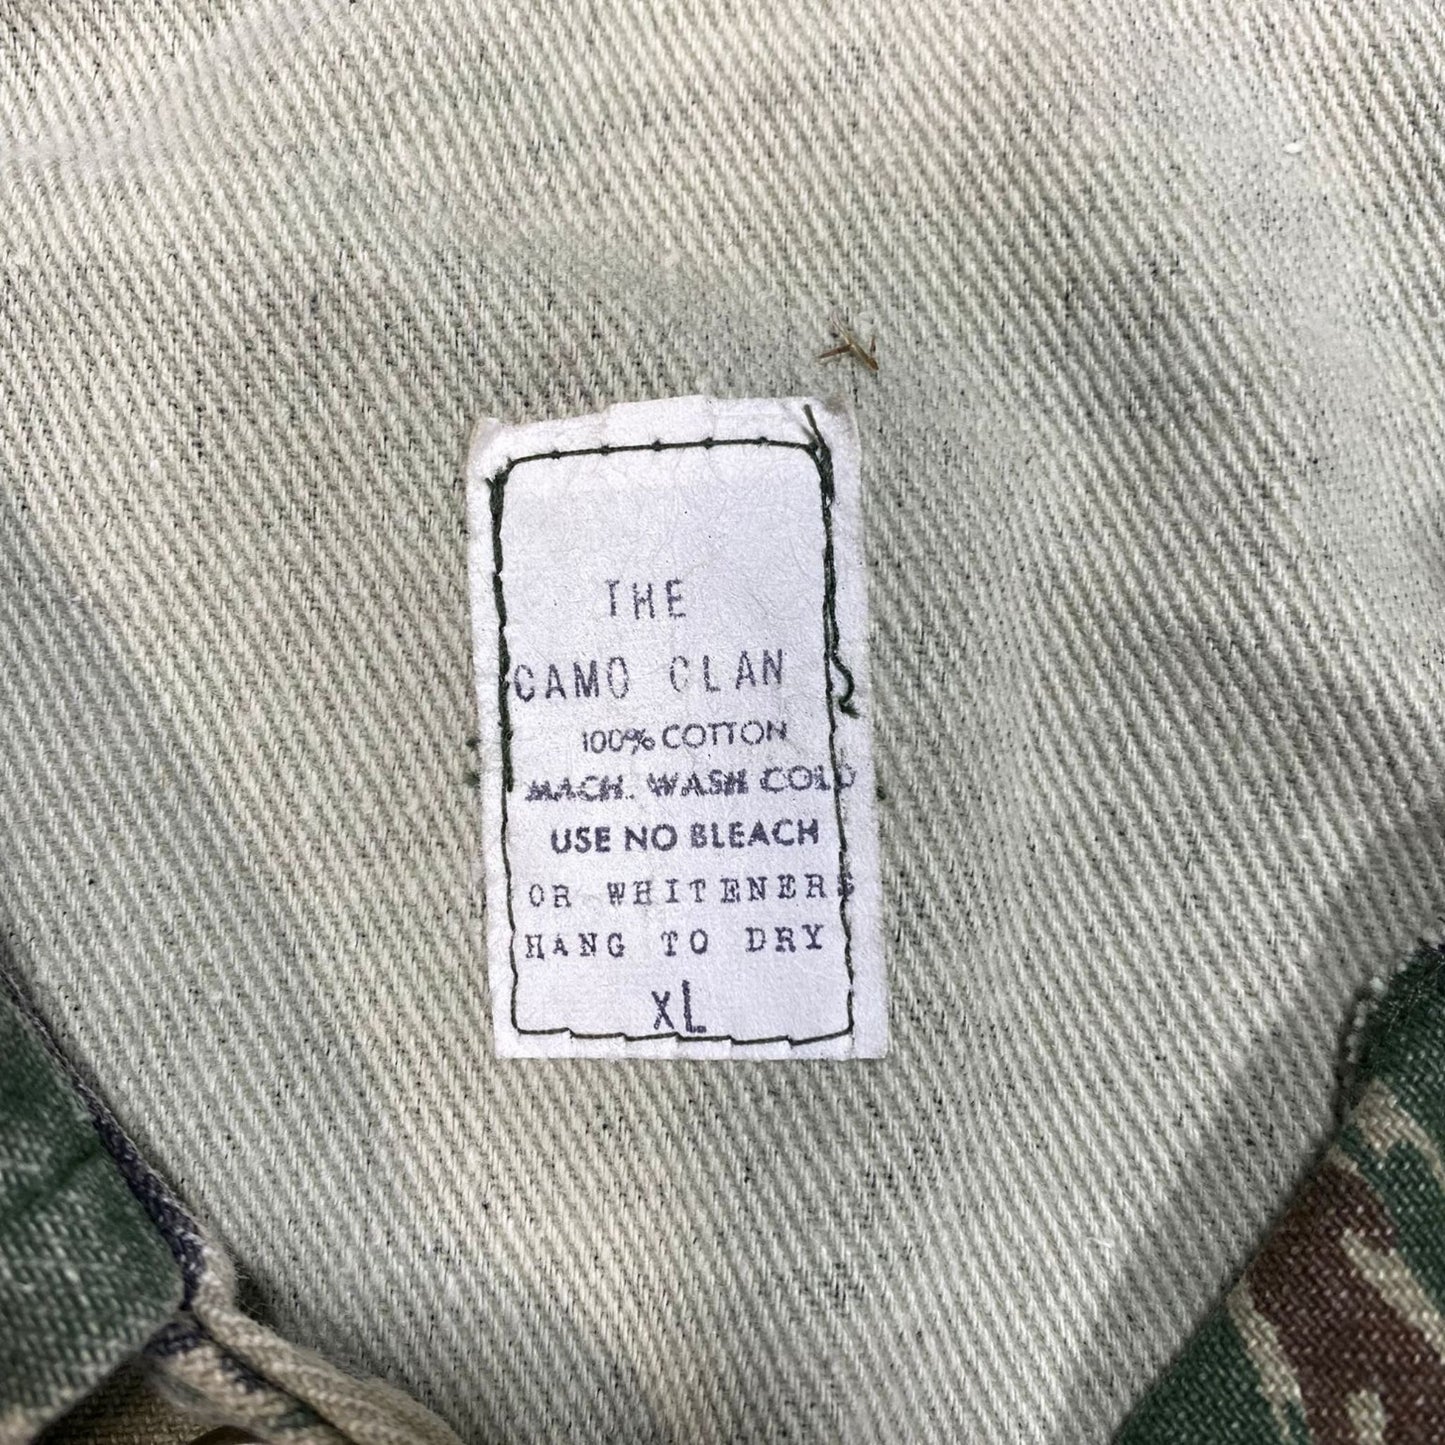 THE
CAMO CLAN
100% COTTON
MACH. WASH COLD
USE NO BLEACH
OR WHITENERS
HANG TO DRY
XL